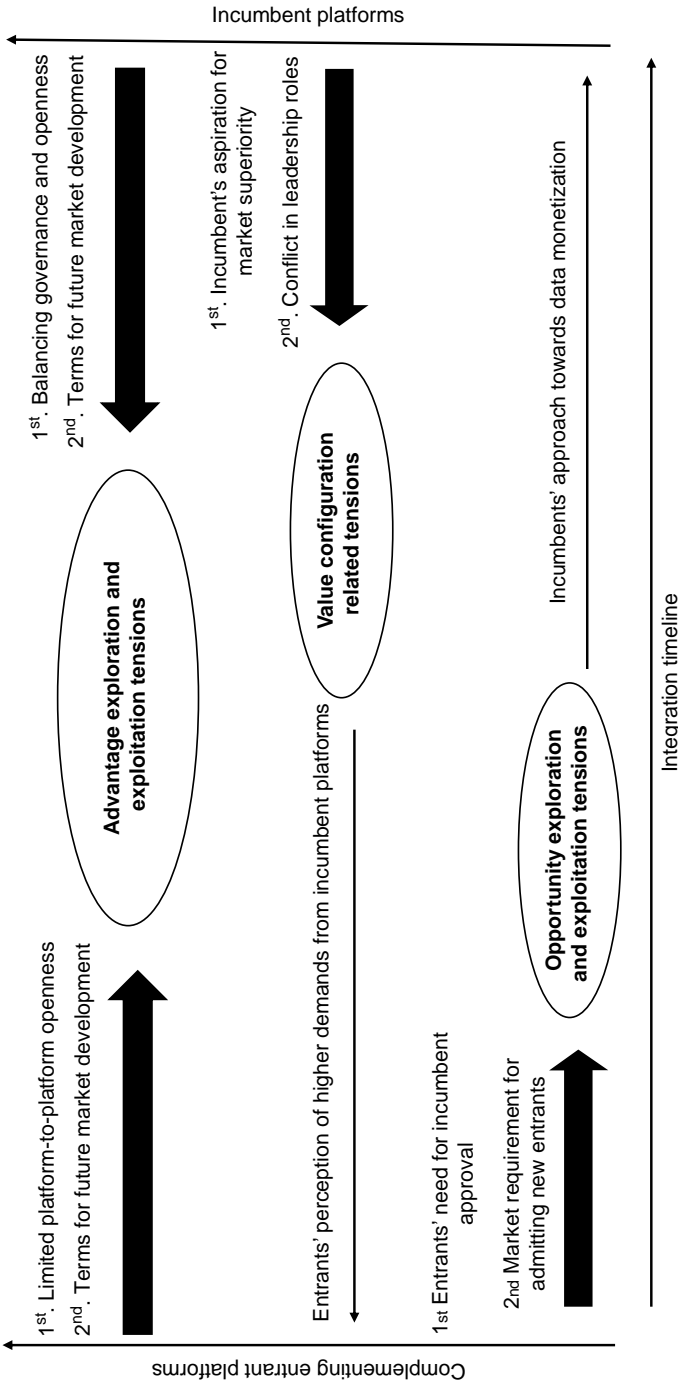 Incumbent platforms
1st. Balancing governance and openness
2nd. Terms for future market development
1st. Incumbent's aspiration for
market superiority
2nd. Conflict in leadership roles
Incumbents' approach towards data monetization
Advantage exploration and
exploitation tensions
Value configuration
related tensions
Opportunity exploration
and exploitation tensions
Integration timeline
1st. Limited platform-to-platform openness
2nd. Terms for future market development
Entrants' perception of higher demands from incumbent platforms
1st Entrants' need for incumbent
approval
2nd Market requirement for
admitting new entrants
Complementing entrant platforms